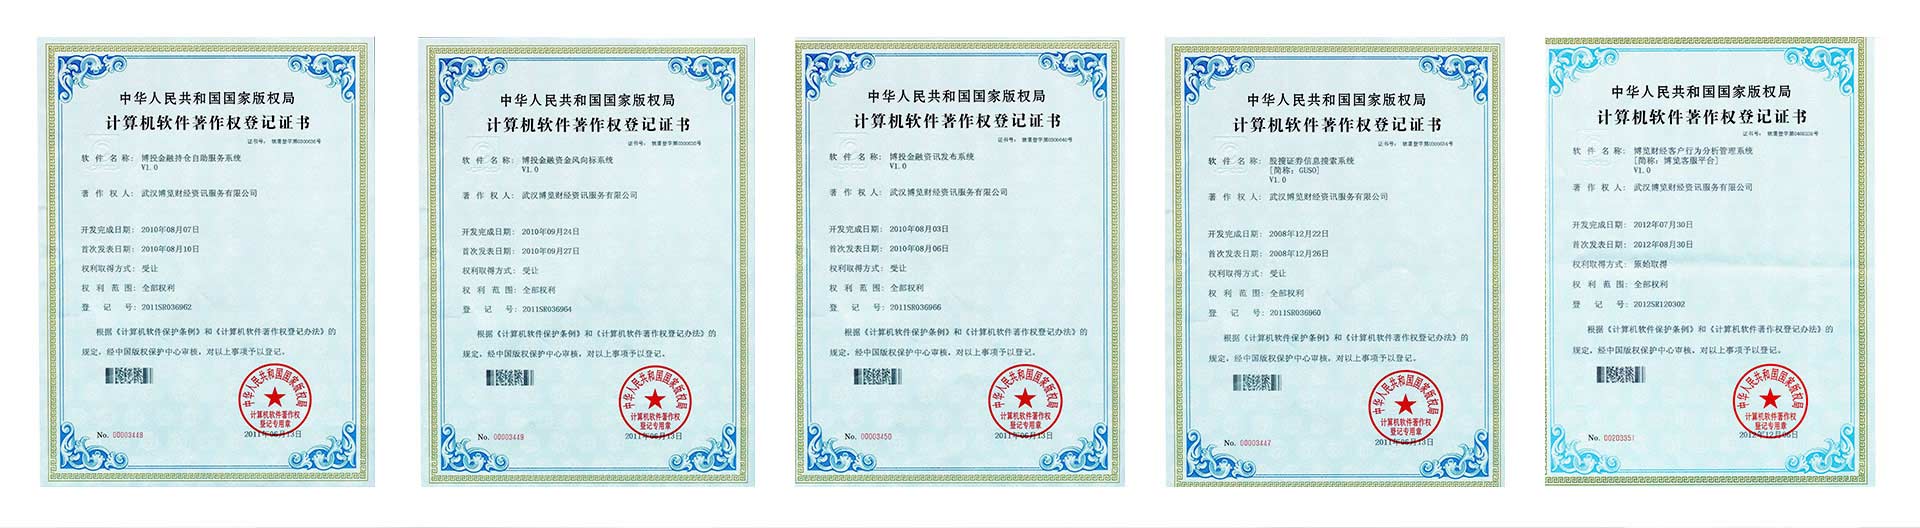 中华人民共和国国家版权局
计算机软件著作权登记证书
证书号: 软著登字第0300636号
软 件 名 称: 博投金融持仓自助服务系统
V1.0
著 作 权 人: 武汉博览财经资讯服务有限公司
开发完成日期: 2010年08月07日
首次发表日期: 2010年08月10日
权利取得方式: 受让
权 利 范 围: 全部权利
登 记 号: 2011SR036962
根据《计算机软件保护条例》和《计算机软件著作权登记办法》的
规定，经中国版权保护中心审核，对以上事项予以登记。
中华人民共和国国家版权局
计算机软件著作权
登记专用章
No. 00003448
2011年06月13日
中华人民共和国国家版权局
计算机软件著作权登记证书
软 件 名 称: 博投金融资金风向标系统
V1.0
著 作 权 人: 武汉博览财经资讯服务有限公司
开发完成日期: 2010年09月24日
首次发表日期: 2010年09月27日
权利取得方式: 受让
权 利 范 围: 全部权利
登 记 号: 2011SR036964
根据《计算机软件保护条例》和《计算机软件著作权登记办法》的
规定，经中国版权保护中心审核，对以上事项予以登记。
中华人民共和国国家版权局
计算机软件著作权
登记专用章
No. 00003449
2011年06月13日
中华人民共和国国家版权局
计算机软件著作权登记证书
证书号: 软著登字第0300640号
软 件 名 称: 博投金融资讯发布系统
V1.0
著 作 权 人: 武汉博览财经资讯服务有限公司
开发完成日期: 2010年08月03日
首次发表日期: 2010年08月06日
权利取得方式: 受让
权 利 范 围: 全部权利
登 记 号: 2011SR036966
根据《计算机软件保护条例》和《计算机软件著作权登记办法》的
规定，经中国版权保护中心审核，对以上事项予以登记。
中华人民共和国国家版权局
计算机软件著作权
登记专用章
No. 00003450
2011年06月13日
中华人民共和国国家版权局
计算机软件著作权登记证书
证书号: 软著登字第0300634号
软 件 名 称: 股搜证券信息搜索系统
[简称: GUSO]
V1.0
著 作 权 人: 武汉博览财经资讯服务有限公司
开发完成日期: 2008年12月22日
首次发表日期: 2008年12月26日
权利取得方式: 受让
权 利 范 围: 全部权利
登 记 号: 2011SR036960
根据《计算机软件保护条例》和《计算机软件著作权登记办法》的
规定，经中国版权保护中心审核，对以上事项予以登记。
中华人民共和国国家版权局
计算机软件著作权
登记专用章
No. 00003447
2011年06月13日
中华人民共和国国家版权局
计算机软件著作权登记证书
软 件 名 称: 博览财经客户行为分析管理系统
[简称: 博览客服平台]
V1.0
著 作 权 人: 武汉博览财经资讯服务有限公司
开发完成日期: 2012年07月30日
首次发表日期: 2012年08月30日
权利取得方式: 原始取得
权 利 范 围: 全部权利
登 记 号: 2012SR120302
根据《计算机软件保护条例》和《计算机软件著作权登记办法》的
规定，经中国版权保护中心审核，对以上事项予以登记。
中华人民共和国国家版权局
计算机软件著作权
登记专用章
No. 00203351
2012年12月06日